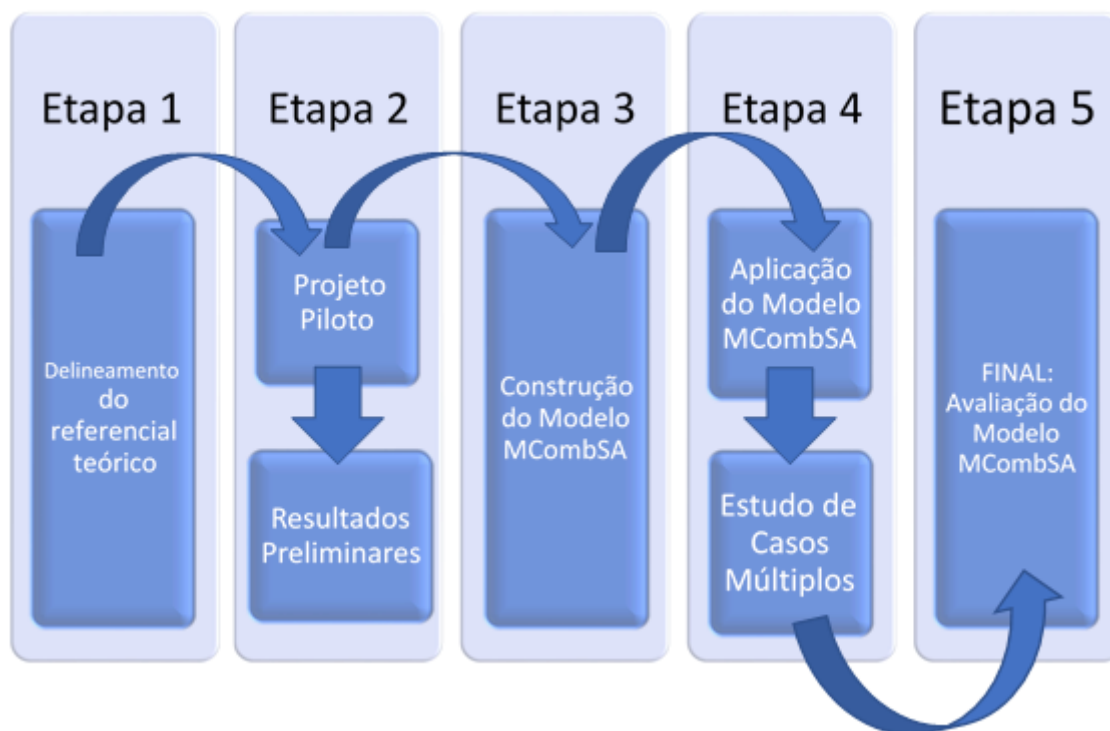 Etapa 1
Delineamento
do
referencial
teórico
Etapa 2
Projeto
Piloto
Resultados
Preliminares
Etapa 3
Construção
do Modelo
MCombSA
Etapa 4
Aplicação
do Modelo
MCombSA
Estudo de
Casos
Múltiplos
Etapa 5
FINAL:
Avaliação do
Modelo
MCombSA